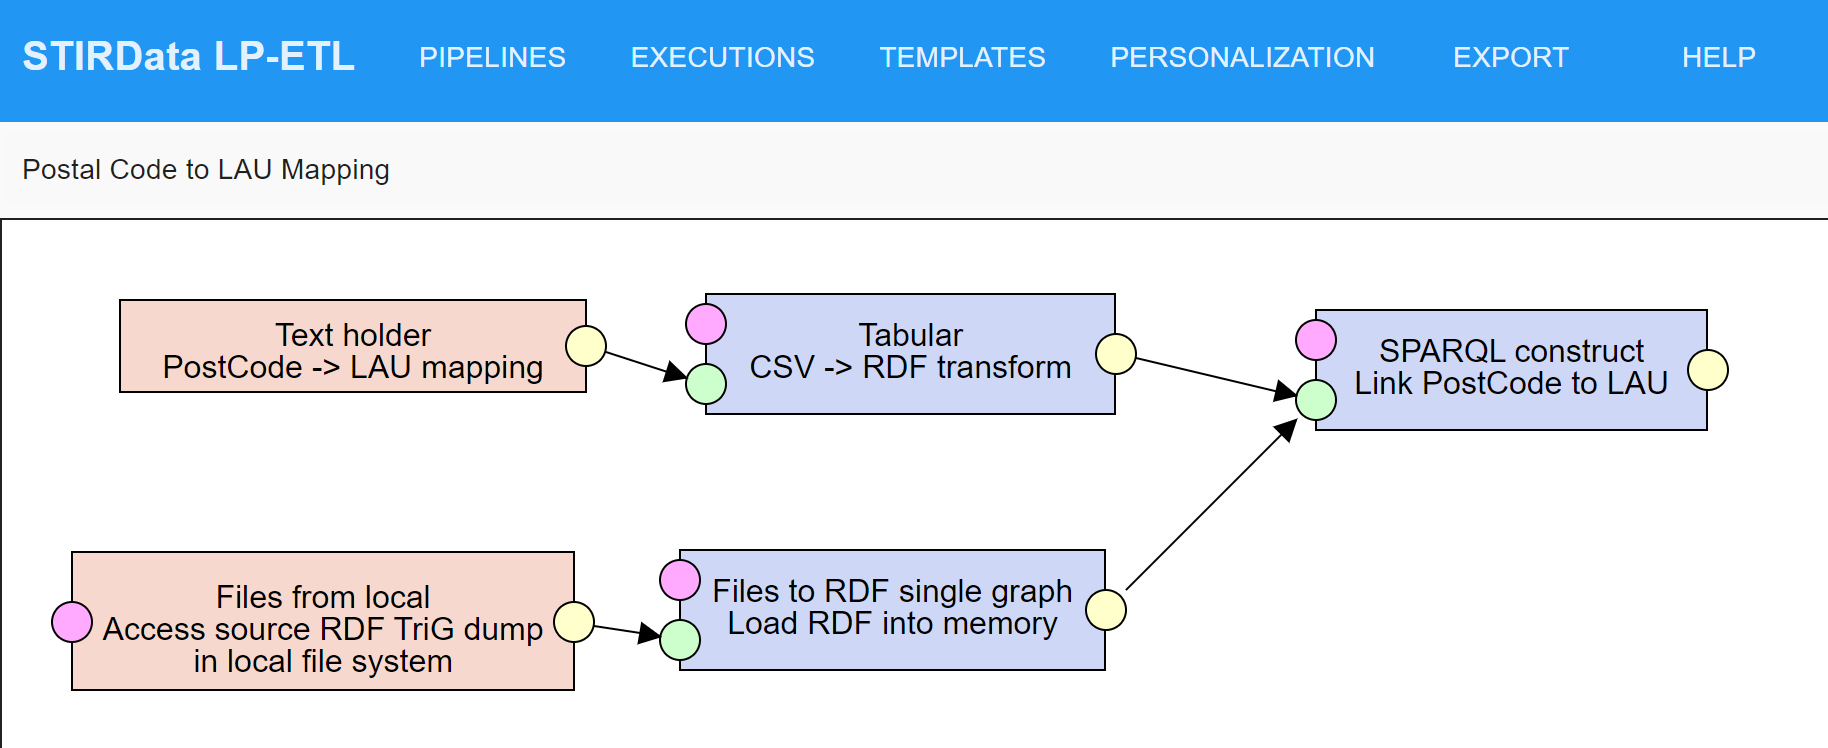 STIRData LP-ETL PIPELINES EXECUTIONS TEMPLATES PERSONALIZATION EXPORT HELP
Postal Code to LAU Mapping
Text holder
PostCode -> LAU mapping
Tabular
CSV -> RDF transform
SPARQL construct
Link PostCode to LAU
Files from local
Access source RDF TriG dump
in local file system
Files to RDF single graph
Load RDF into memory